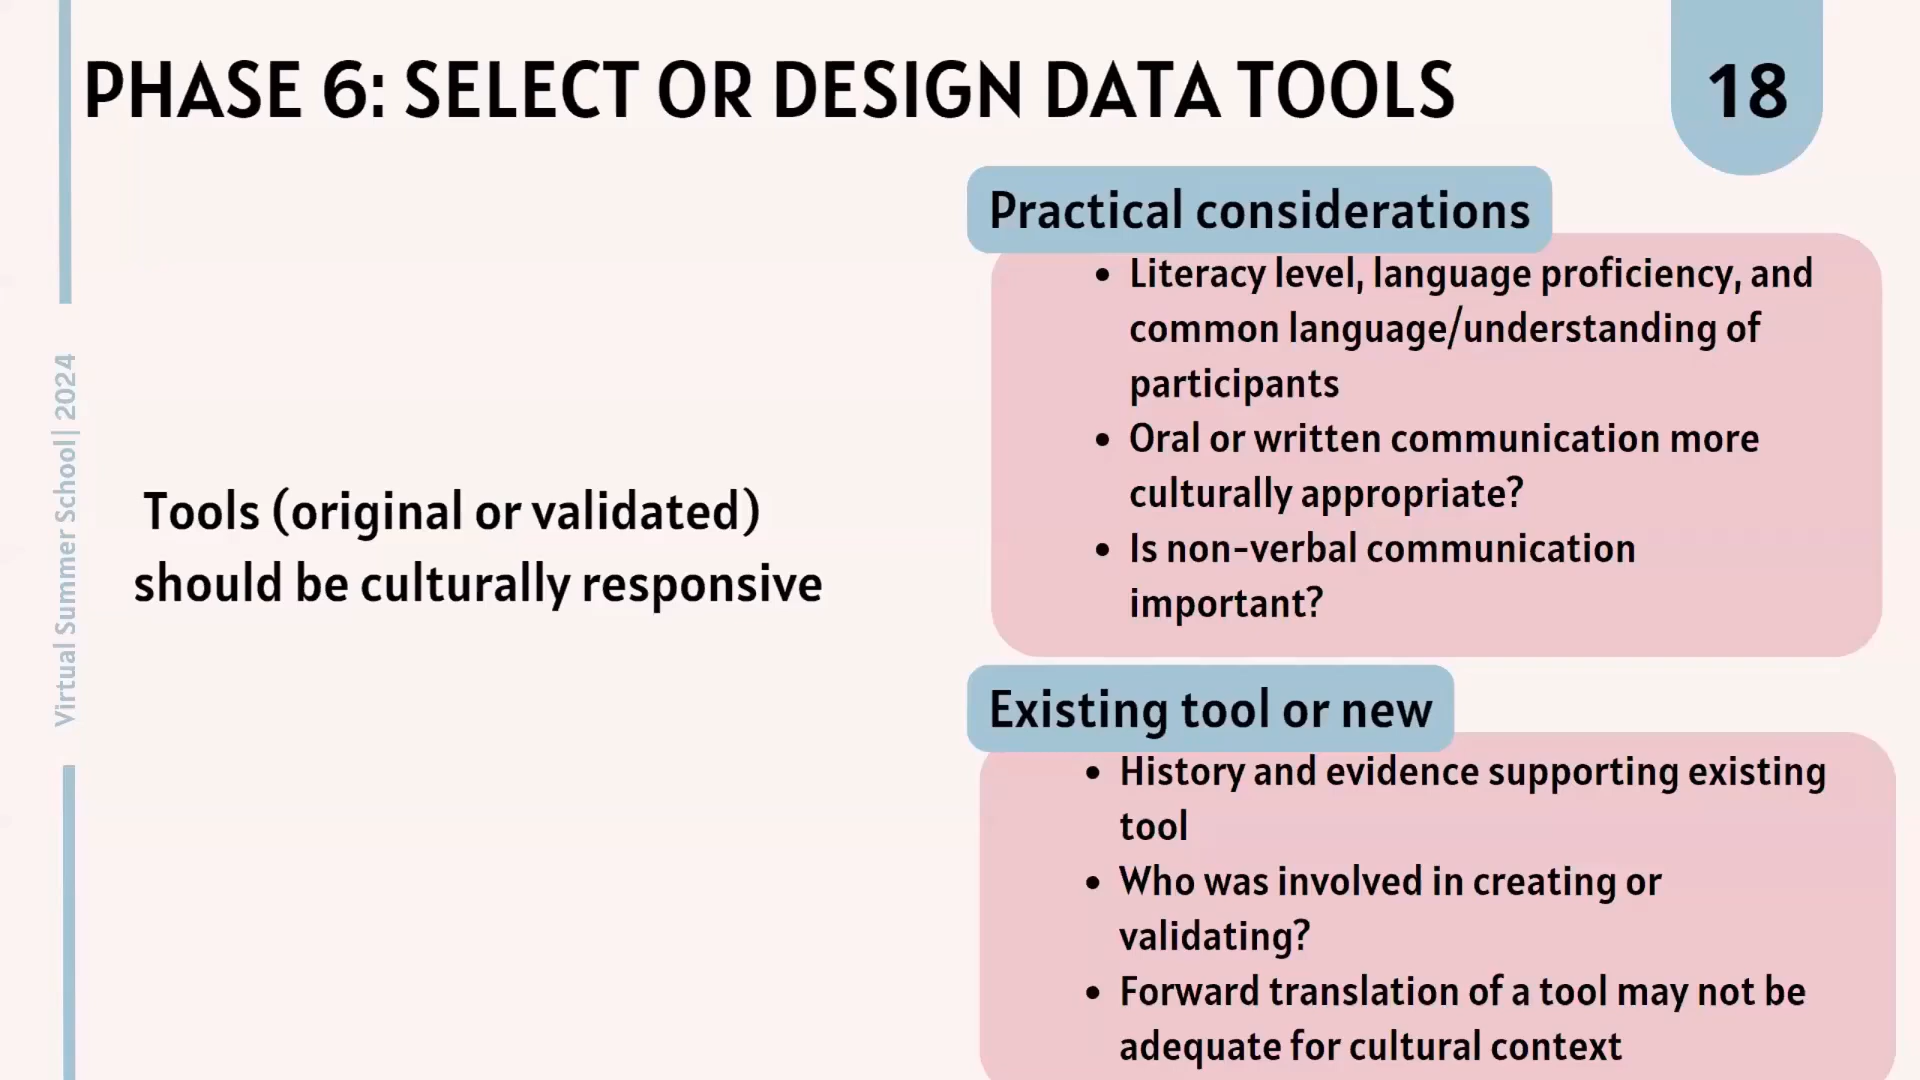 PHASE 6: SELECT OR DESIGN DATA TOOLS
18
Virtual Summer School| 2024
Tools (original or validated)
should be culturally responsive
Practical considerations
• Literacy level, language proficiency, and
common language/understanding of
participants
• Oral or written communication more
culturally appropriate?
• Is non-verbal communication
important?
Existing tool or new
• History and evidence supporting existing
tool
• Who was involved in creating or
validating?
• Forward translation of a tool may not be
adequate for cultural context